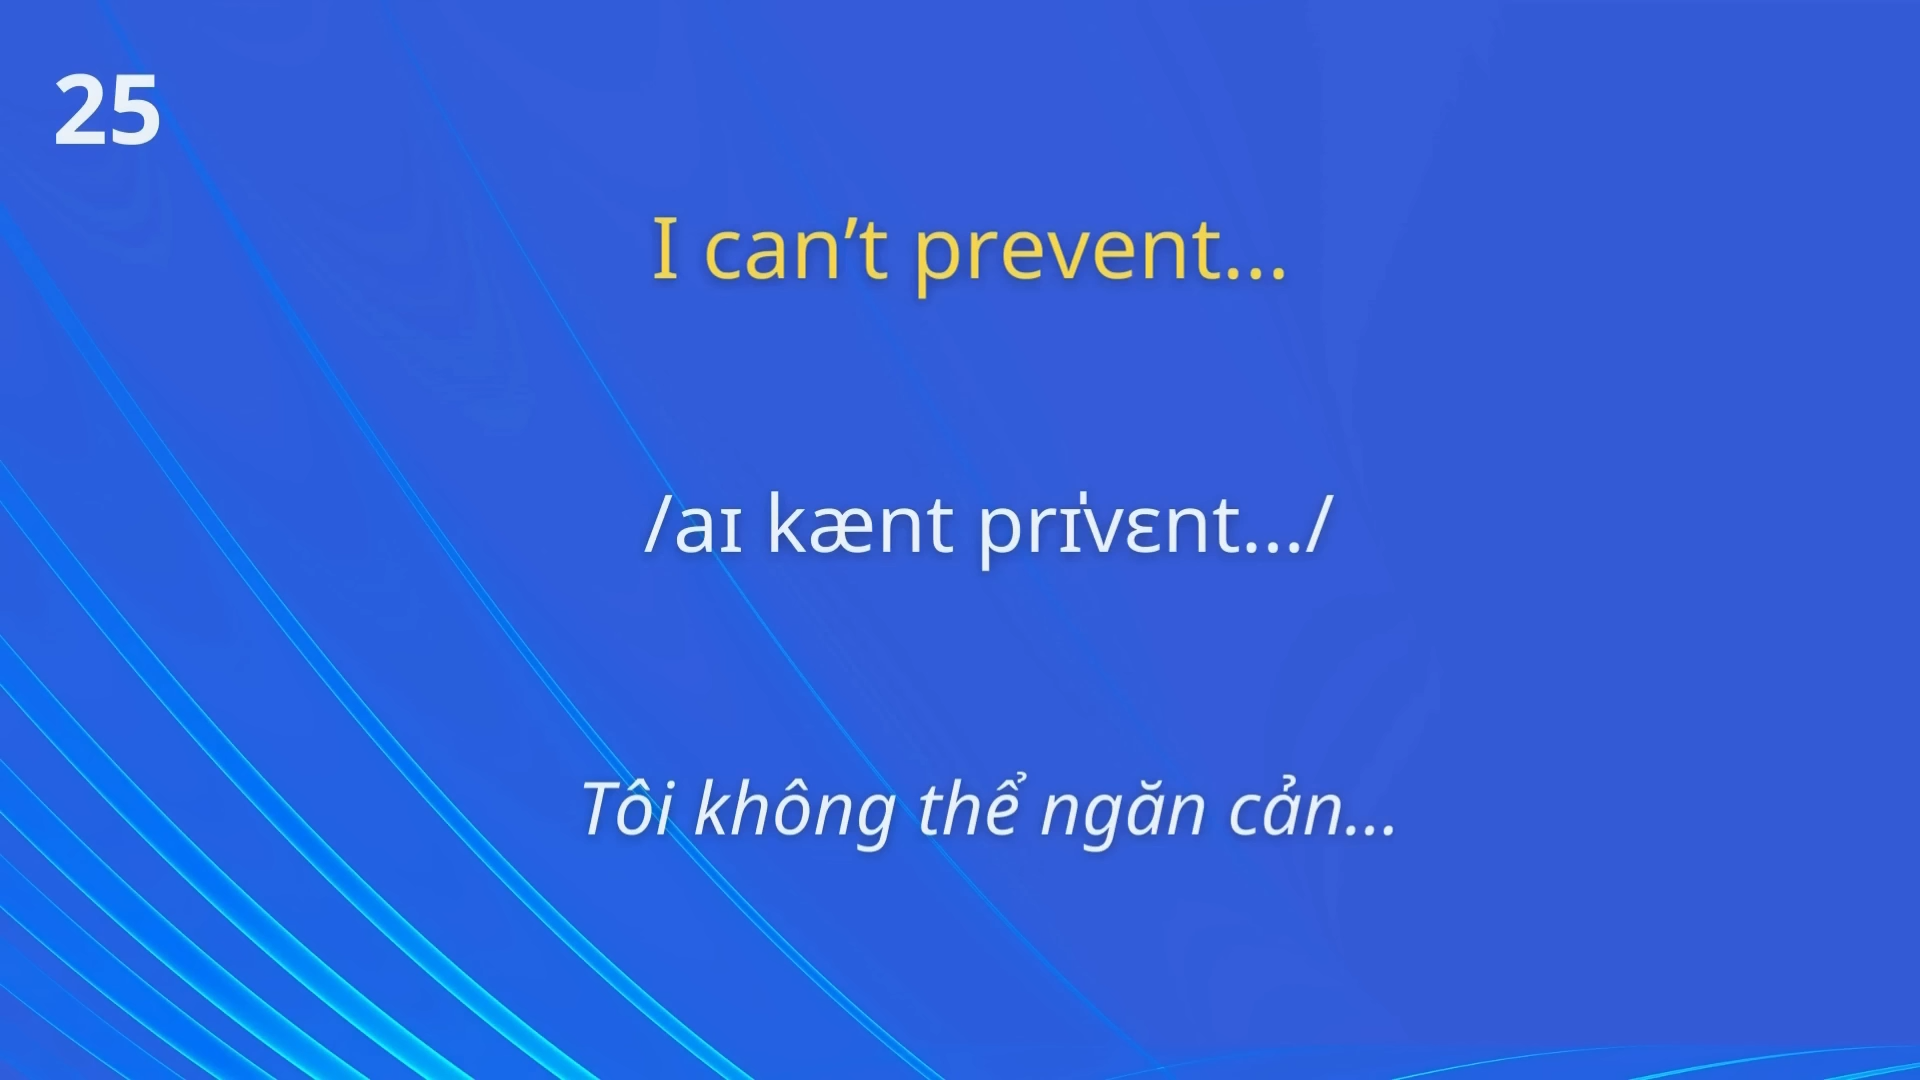 25
I can’t prevent...
/aɪ kænt prɪˈvɛnt.../
Tôi không thể ngăn cản...